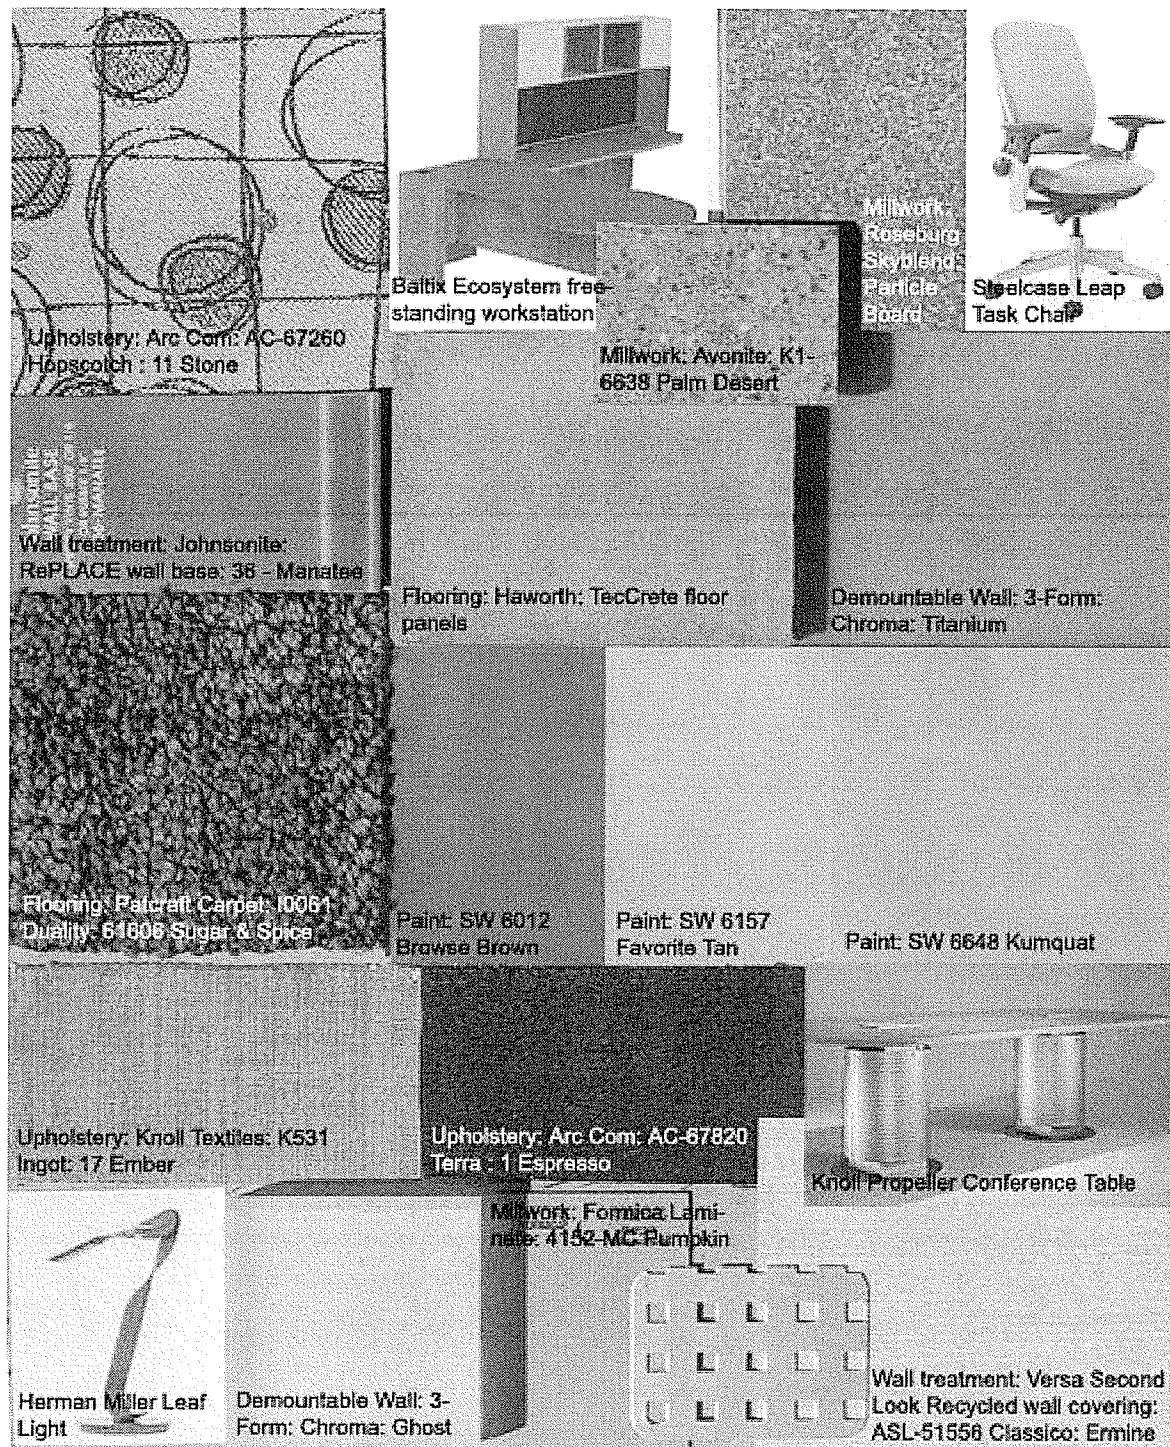 Upholstery: Arc Com: AC-67260
Hopscotch : 11 Stone
Baltix Ecosystem free-
standing workstation
Millwork:
Roseburg
Skyblend:
Particle
Board
Steelcase Leap
Task Chair
Millwork: Avonite: K1-
6638 Palm Desert
WALL BASE
Wall treatment: Johnsonite:
RePLACE wall base: 38 - Manatee
Flooring: Haworth: TecCrete floor
panels
Demountable Wall: 3-Form:
Chroma: Titanium
Flooring: Patcraft Carpet: I0061
Duality: 61606 Sugar & Spice
Paint: SW 6012
Browse Brown
Paint: SW 6157
Favorite Tan
Paint: SW 6648 Kumquat
Upholstery: Knoll Textiles: K531
Ingot: 17 Ember
Upholstery: Arc Com: AC-67820
Terra : 1 Espresso
Knoll Propeller Conference Table
Millwork: Formica Lami-
nate: 4152-MC Pumpkin
Herman Miller Leaf
Light
Demountable Wall: 3-
Form: Chroma: Ghost
Wall treatment: Versa Second
Look Recycled wall covering:
ASL-51556 Classico: Ermine